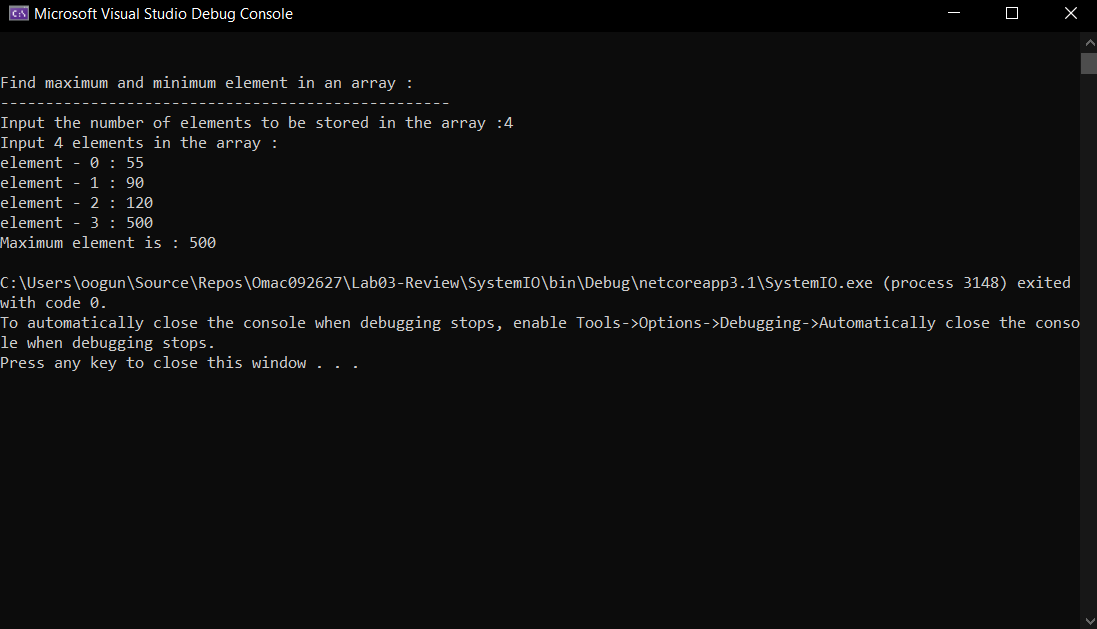 Microsoft Visual Studio Debug Console
Find maximum and minimum element in an array :
--------------------------------------------------
Input the number of elements to be stored in the array :4
Input 4 elements in the array :
element - 0 : 55
element - 1 : 90
element - 2 : 120
element - 3 : 500
Maximum element is : 500
C:\Users\oogun\Source\Repos\Omac092627\Lab03-Review\SystemIO\bin\Debug\netcoreapp3.1\SystemIO.exe (process 3148) exited
with code 0.
To automatically close the console when debugging stops, enable Tools->Options->Debugging->Automatically close the conso
le when debugging stops.
Press any key to close this window . . .